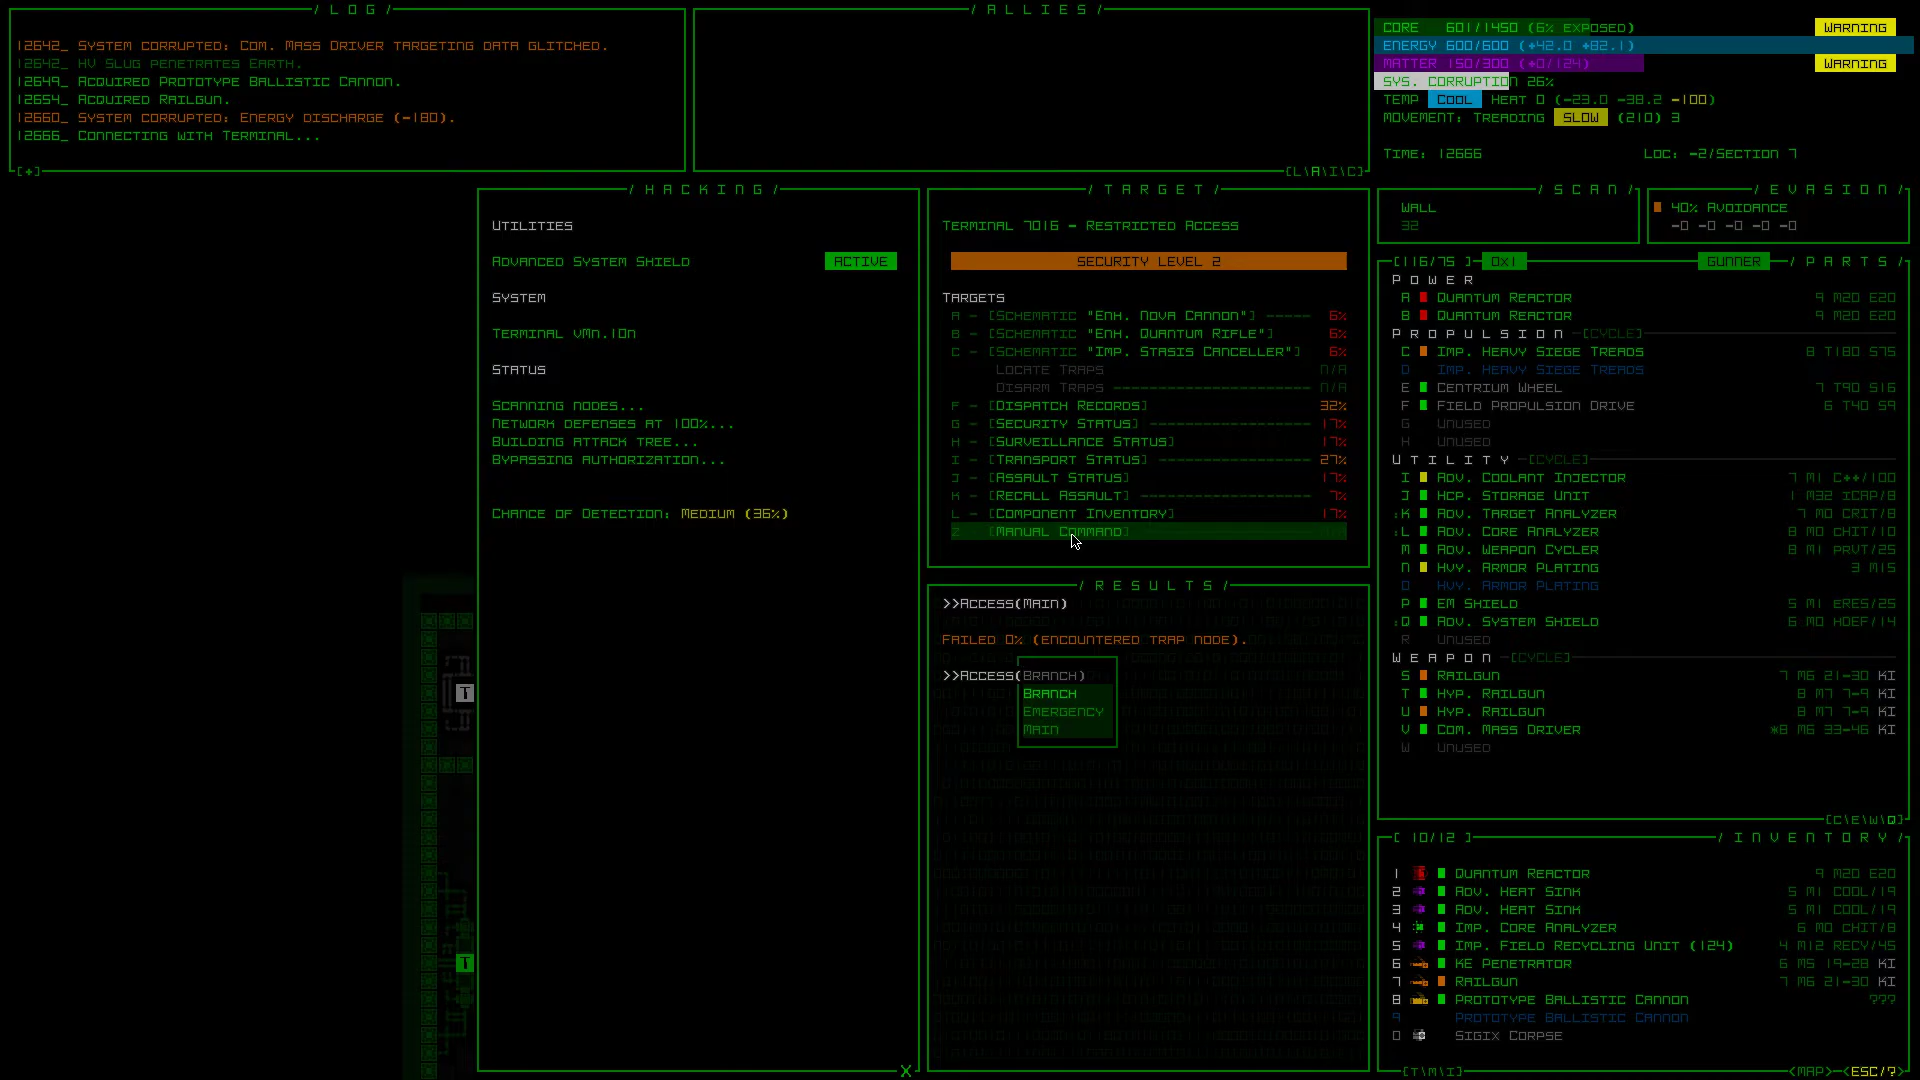 / L O G /
12642_ System corrupted: Com. Mass Driver targeting data glitched.
12642_ HV Slug penetrates Earth.
12649_ Acquired Prototype Ballistic Cannon.
12654_ Acquired Railgun.
12660_ System corrupted: Energy discharge (-180).
12666_ Connecting with Terminal...
[+]
/ A L L I E S /
[L\A\I\C]
CORE 601/1450 (6% EXPOSED) WARNING
ENERGY 600/600 (+42.0 +82.1)
MATTER 150/300 (+0/124) WARNING
SYS. CORRUPTION 26%
TEMP COOL HEAT 0 (-23.0 -38.2 -100)
MOVEMENT: TREADING SLOW (210) 3
TIME: 12666 LOC: -2/SECTION 7
/ H A C K I N G /
UTILITIES
Advanced System Shield ACTIVE
SYSTEM
Terminal vMn.10n
STATUS
Scanning nodes...
Network defenses at 100%...
Building attack tree...
Bypassing authorization...
Chance of Detection: Medium (36%)
X
/ T A R G E T /
Terminal 7016 - Restricted Access
SECURITY LEVEL 2
TARGETS
A - [Schematic "Enh. Nova Cannon"] 6%
B - [Schematic "Enh. Quantum Rifle"] 6%
C - [Schematic "Imp. Stasis Canceller"] 6%
Locate Traps N/A
Disarm Traps N/A
F - [Dispatch Records] 32%
G - [Security Status] 17%
H - [Surveillance Status] 17%
I - [Transport Status] 27%
J - [Assault Status] 17%
K - [Recall Assault] 7%
L - [Component Inventory] 17%
Z [Manual Command]
/ R E S U L T S /
>>Access(Main)
Failed 0% (encountered trap node).
>>Access(Branch)
Branch
Emergency
Main
T
T
/ S C A N /
Wall
32
/ E V A S I O N /
40% Avoidance
-0 -0 -0 -0 -0
[116/75 ] 0x1 GUNNER / P A R T S /
P O W E R
A Quantum Reactor 9 M20 E20
B Quantum Reactor 9 M20 E20
P R O P U L S I O N [CYCLE]
C Imp. Heavy Siege Treads 8 T180 S75
D Imp. Heavy Siege Treads
E Centrium Wheel 7 T90 S16
F Field Propulsion Drive 6 T40 S9
G Unused
H Unused
U T I L I T Y [CYCLE]
I Adv. Coolant Injector 7 M1 C++/100
J Hcp. Storage Unit 1 M32 ICAP/8
:K Adv. Target Analyzer 7 M0 CRIT/8
:L Adv. Core Analyzer 8 M0 CHIT/10
M Adv. Weapon Cycler 8 M1 PRVT/25
N Hvy. Armor Plating 3 M15
O Hvy. Armor Plating
P EM Shield 5 M1 ERES/25
:Q Adv. System Shield 6 M0 HDEF/14
R Unused
W E A P O N [CYCLE]
S Railgun 7 M6 21-30 KI
T Hyp. Railgun 8 M7 7-9 KI
U Hyp. Railgun 8 M7 7-9 KI
V Com. Mass Driver *8 M6 33-46 KI
W Unused
[C\E\W\Q]
[ 10/12 ] / I N V E N T O R Y /
1 Quantum Reactor 9 M20 E20
2 Adv. Heat Sink 5 M1 COOL/19
3 Adv. Heat Sink 5 M1 COOL/19
4 Imp. Core Analyzer 6 M0 CHIT/8
5 Imp. Field Recycling Unit (124) 4 M12 RECY/45
6 KE Penetrator 6 M5 19-28 KI
7 Railgun 7 M6 21-30 KI
8 Prototype Ballistic Cannon ???
9 Prototype Ballistic Cannon
0 Sigix Corpse
[T\M\I] <MAP> <ESC/?>